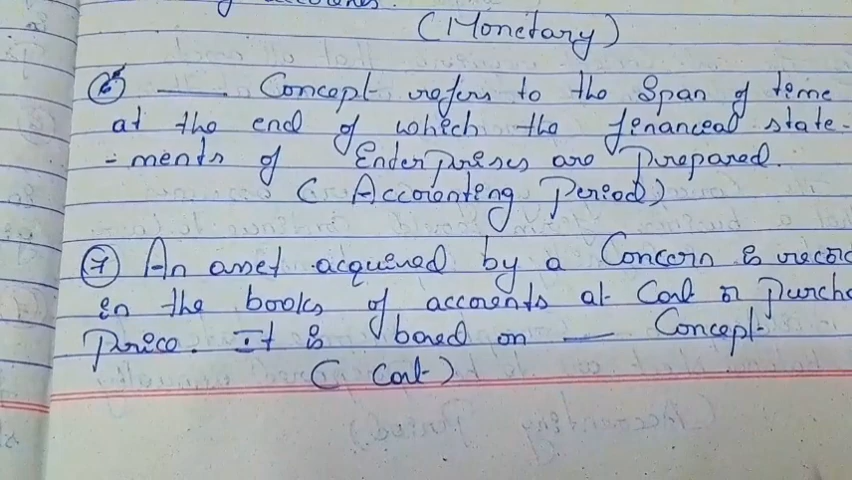 (Monetary)
⑥ ___ Concept refers to the Span of time
at the end of which the financial state-
-ments of Enterprises are Prepared.
( Accounting Period)
⑦ An asset acquired by a Concern is record
in the books of accounts at Cost or Purcha
Price. It is based on ___ Concept
( Cost )